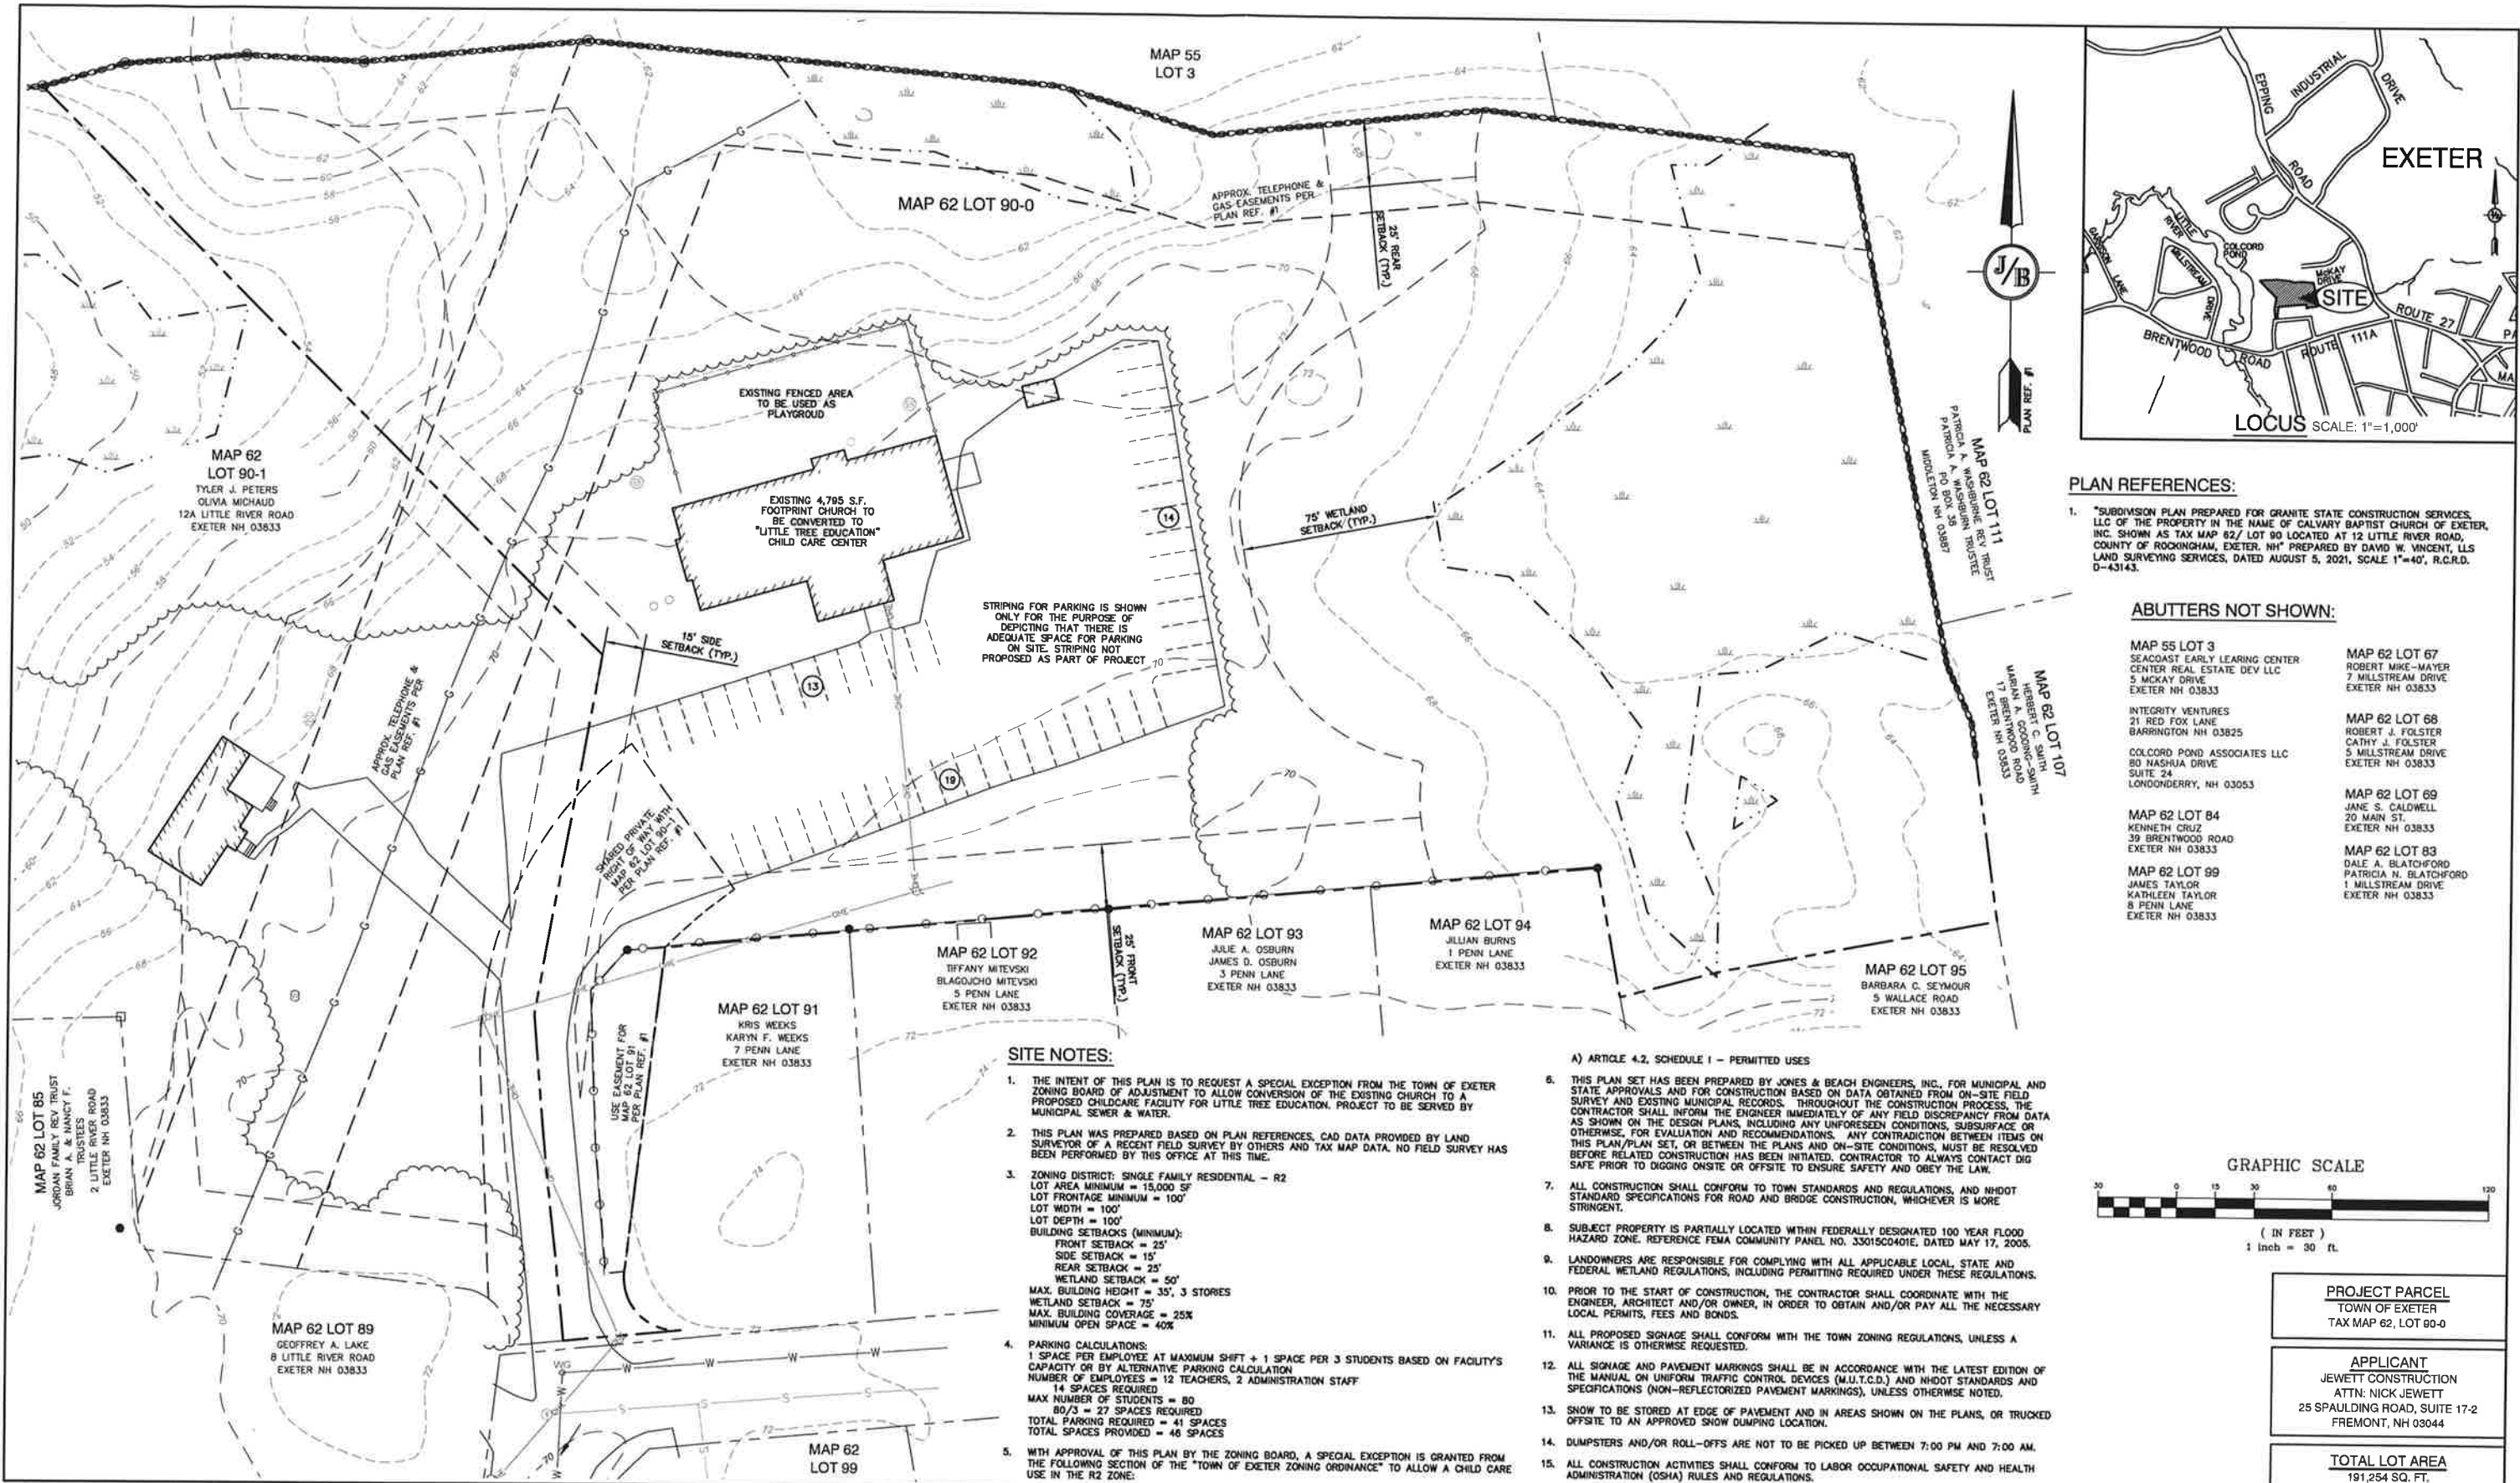 MAP 55
LOT 3
MAP 62 LOT 90-0
APPROX. TELEPHONE &
GAS EASEMENTS PER
PLAN REF. #1
25' REAR
SETBACK (TYP.)
EXISTING FENCED AREA
TO BE USED AS
PLAYGROUD
EXISTING 4,795 S.F.
FOOTPRINT CHURCH TO
BE CONVERTED TO
"LITTLE TREE EDUCATION"
CHILD CARE CENTER
MAP 62
LOT 90-1
TYLER J. PETERS
OLIVIA MICHAUD
12A LITTLE RIVER ROAD
EXETER NH 03833
14
75' WETLAND
SETBACK (TYP.)
STRIPING FOR PARKING IS SHOWN
ONLY FOR THE PURPOSE OF
DEPICTING THAT THERE IS
ADEQUATE SPACE FOR PARKING
ON SITE. STRIPING NOT
PROPOSED AS PART OF PROJECT
15' SIDE
SETBACK (TYP.)
13
19
APPROX. TELEPHONE &
GAS EASEMENTS PER
PLAN REF. #1
SHARED PRIVATE
RIGHT OF WAY WITH
MAP 62 LOT 90-1
PER PLAN REF. #1
J/B
PLAN REF. #1
MAP 62 LOT 111
PATRICIA A. WASHBURNE REV TRUST
PATRICIA A. WASHBURN TRUSTEE
PO BOX 38
MIDDLETON NH 03887
MAP 62 LOT 107
HERBERT C. SMITH
MARIAN A. GOODING-SMITH
17 BRENTWOOD ROAD
EXETER NH 03833
MAP 62 LOT 91
KRIS WEEKS
KARYN F. WEEKS
7 PENN LANE
EXETER NH 03833
MAP 62 LOT 92
TIFFANY MITEVSKI
BLAGOJCHO MITEVSKI
5 PENN LANE
EXETER NH 03833
25' FRONT
SETBACK (TYP.)
MAP 62 LOT 93
JULIE A. OSBURN
JAMES D. OSBURN
3 PENN LANE
EXETER NH 03833
MAP 62 LOT 94
JILLIAN BURNS
1 PENN LANE
EXETER NH 03833
MAP 62 LOT 95
BARBARA C. SEYMOUR
5 WALLACE ROAD
EXETER NH 03833
USE EASEMENT FOR
MAP 62 LOT 91
PER PLAN REF. #1
MAP 62 LOT 85
JORDAN FAMILY REV TRUST
BRIAN A. & NANCY F.
TRUSTEES
2 LITTLE RIVER ROAD
EXETER NH 03833
MAP 62 LOT 89
GEOFFREY A. LAKE
8 LITTLE RIVER ROAD
EXETER NH 03833
MAP 62
LOT 99
SITE NOTES:
1. THE INTENT OF THIS PLAN IS TO REQUEST A SPECIAL EXCEPTION FROM THE TOWN OF EXETER
ZONING BOARD OF ADJUSTMENT TO ALLOW CONVERSION OF THE EXISTING CHURCH TO A
PROPOSED CHILDCARE FACILITY FOR LITTLE TREE EDUCATION. PROJECT TO BE SERVED BY
MUNICIPAL SEWER & WATER.
2. THIS PLAN WAS PREPARED BASED ON PLAN REFERENCES, CAD DATA PROVIDED BY LAND
SURVEYOR OF A RECENT FIELD SURVEY BY OTHERS AND TAX MAP DATA. NO FIELD SURVEY HAS
BEEN PERFORMED BY THIS OFFICE AT THIS TIME.
3. ZONING DISTRICT: SINGLE FAMILY RESIDENTIAL - R2
LOT AREA MINIMUM = 15,000 SF
LOT FRONTAGE MINIMUM = 100'
LOT WIDTH = 100'
LOT DEPTH = 100'
BUILDING SETBACKS (MINIMUM):
FRONT SETBACK = 25'
SIDE SETBACK = 15'
REAR SETBACK = 25'
WETLAND SETBACK = 50'
MAX. BUILDING HEIGHT = 35', 3 STORIES
WETLAND SETBACK = 75'
MAX. BUILDING COVERAGE = 25%
MINIMUM OPEN SPACE = 40%
4. PARKING CALCULATIONS:
1 SPACE PER EMPLOYEE AT MAXIMUM SHIFT + 1 SPACE PER 3 STUDENTS BASED ON FACILITY'S
CAPACITY OR BY ALTERNATIVE PARKING CALCULATION
NUMBER OF EMPLOYEES = 12 TEACHERS, 2 ADMINISTRATION STAFF
14 SPACES REQUIRED
MAX NUMBER OF STUDENTS = 80
80/3 = 27 SPACES REQUIRED
TOTAL PARKING REQUIRED = 41 SPACES
TOTAL SPACES PROVIDED = 46 SPACES
5. WITH APPROVAL OF THIS PLAN BY THE ZONING BOARD, A SPECIAL EXCEPTION IS GRANTED FROM
THE FOLLOWING SECTION OF THE "TOWN OF EXETER ZONING ORDINANCE" TO ALLOW A CHILD CARE
USE IN THE R2 ZONE:
A) ARTICLE 4.2, SCHEDULE I - PERMITTED USES
6. THIS PLAN SET HAS BEEN PREPARED BY JONES & BEACH ENGINEERS, INC., FOR MUNICIPAL AND
STATE APPROVALS AND FOR CONSTRUCTION BASED ON DATA OBTAINED FROM ON-SITE FIELD
SURVEY AND EXISTING MUNICIPAL RECORDS. THROUGHOUT THE CONSTRUCTION PROCESS, THE
CONTRACTOR SHALL INFORM THE ENGINEER IMMEDIATELY OF ANY FIELD DISCREPANCY FROM DATA
AS SHOWN ON THE DESIGN PLANS, INCLUDING ANY UNFORESEEN CONDITIONS, SUBSURFACE OR
OTHERWISE, FOR EVALUATION AND RECOMMENDATIONS. ANY CONTRADICTION BETWEEN ITEMS ON
THIS PLAN/PLAN SET, OR BETWEEN THE PLANS AND ON-SITE CONDITIONS, MUST BE RESOLVED
BEFORE RELATED CONSTRUCTION HAS BEEN INITIATED. CONTRACTOR TO ALWAYS CONTACT DIG
SAFE PRIOR TO DIGGING ONSITE OR OFFSITE TO ENSURE SAFETY AND OBEY THE LAW.
7. ALL CONSTRUCTION SHALL CONFORM TO TOWN STANDARDS AND REGULATIONS, AND NHDOT
STANDARD SPECIFICATIONS FOR ROAD AND BRIDGE CONSTRUCTION, WHICHEVER IS MORE
STRINGENT.
8. SUBJECT PROPERTY IS PARTIALLY LOCATED WITHIN FEDERALLY DESIGNATED 100 YEAR FLOOD
HAZARD ZONE. REFERENCE FEMA COMMUNITY PANEL NO. 33015C0401E, DATED MAY 17, 2005.
9. LANDOWNERS ARE RESPONSIBLE FOR COMPLYING WITH ALL APPLICABLE LOCAL, STATE AND
FEDERAL WETLAND REGULATIONS, INCLUDING PERMITTING REQUIRED UNDER THESE REGULATIONS.
10. PRIOR TO THE START OF CONSTRUCTION, THE CONTRACTOR SHALL COORDINATE WITH THE
ENGINEER, ARCHITECT AND/OR OWNER, IN ORDER TO OBTAIN AND/OR PAY ALL THE NECESSARY
LOCAL PERMITS, FEES AND BONDS.
11. ALL PROPOSED SIGNAGE SHALL CONFORM WITH THE TOWN ZONING REGULATIONS, UNLESS A
VARIANCE IS OTHERWISE REQUESTED.
12. ALL SIGNAGE AND PAVEMENT MARKINGS SHALL BE IN ACCORDANCE WITH THE LATEST EDITION OF
THE MANUAL ON UNIFORM TRAFFIC CONTROL DEVICES (M.U.T.C.D.) AND NHDOT STANDARDS AND
SPECIFICATIONS (NON-REFLECTORIZED PAVEMENT MARKINGS), UNLESS OTHERWISE NOTED.
13. SNOW TO BE STORED AT EDGE OF PAVEMENT AND IN AREAS SHOWN ON THE PLANS, OR TRUCKED
OFFSITE TO AN APPROVED SNOW DUMPING LOCATION.
14. DUMPSTERS AND/OR ROLL-OFFS ARE NOT TO BE PICKED UP BETWEEN 7:00 PM AND 7:00 AM.
15. ALL CONSTRUCTION ACTIVITIES SHALL CONFORM TO LABOR OCCUPATIONAL SAFETY AND HEALTH
ADMINISTRATION (OSHA) RULES AND REGULATIONS.
EPPING
ROAD
INDUSTRIAL
DRIVE
EXETER
GARRISON
LANE
LITTLE
RIVER
COLCORD
POND
MILLSTREAM
DRIVE
McKAY
DRIVE
SITE
ROUTE 27
BRENTWOOD
ROAD
ROUTE 111A
LOCUS SCALE: 1"=1,000'
PLAN REFERENCES:
1. "SUBDIVISION PLAN PREPARED FOR GRANITE STATE CONSTRUCTION SERVICES,
LLC OF THE PROPERTY IN THE NAME OF CALVARY BAPTIST CHURCH OF EXETER,
INC. SHOWN AS TAX MAP 62/ LOT 90 LOCATED AT 12 LITTLE RIVER ROAD,
COUNTY OF ROCKINGHAM, EXETER, NH" PREPARED BY DAVID W. VINCENT, LLS
LAND SURVEYING SERVICES, DATED AUGUST 5, 2021, SCALE 1"=40', R.C.R.D.
D-43143.
ABUTTERS NOT SHOWN:
MAP 55 LOT 3
SEACOAST EARLY LEARING CENTER
CENTER REAL ESTATE DEV LLC
5 MCKAY DRIVE
EXETER NH 03833
INTEGRITY VENTURES
21 RED FOX LANE
BARRINGTON NH 03825
COLCORD POND ASSOCIATES LLC
80 NASHUA DRIVE
SUITE 24
LONDONDERRY, NH 03053
MAP 62 LOT 84
KENNETH CRUZ
39 BRENTWOOD ROAD
EXETER NH 03833
MAP 62 LOT 99
JAMES TAYLOR
KATHLEEN TAYLOR
8 PENN LANE
EXETER NH 03833
MAP 62 LOT 67
ROBERT MIKE-MAYER
7 MILLSTREAM DRIVE
EXETER NH 03833
MAP 62 LOT 68
ROBERT J. FOLSTER
CATHY J. FOLSTER
5 MILLSTREAM DRIVE
EXETER NH 03833
MAP 62 LOT 69
JANE S. CALDWELL
20 MAIN ST.
EXETER NH 03833
MAP 62 LOT 83
DALE A. BLATCHFORD
PATRICIA N. BLATCHFORD
1 MILLSTREAM DRIVE
EXETER NH 03833
GRAPHIC SCALE
30 0 15 30 60 120
( IN FEET )
1 inch = 30 ft.
PROJECT PARCEL
TOWN OF EXETER
TAX MAP 62, LOT 90-0
APPLICANT
JEWETT CONSTRUCTION
ATTN: NICK JEWETT
25 SPAULDING ROAD, SUITE 17-2
FREMONT, NH 03044
TOTAL LOT AREA
191,254 SQ. FT.